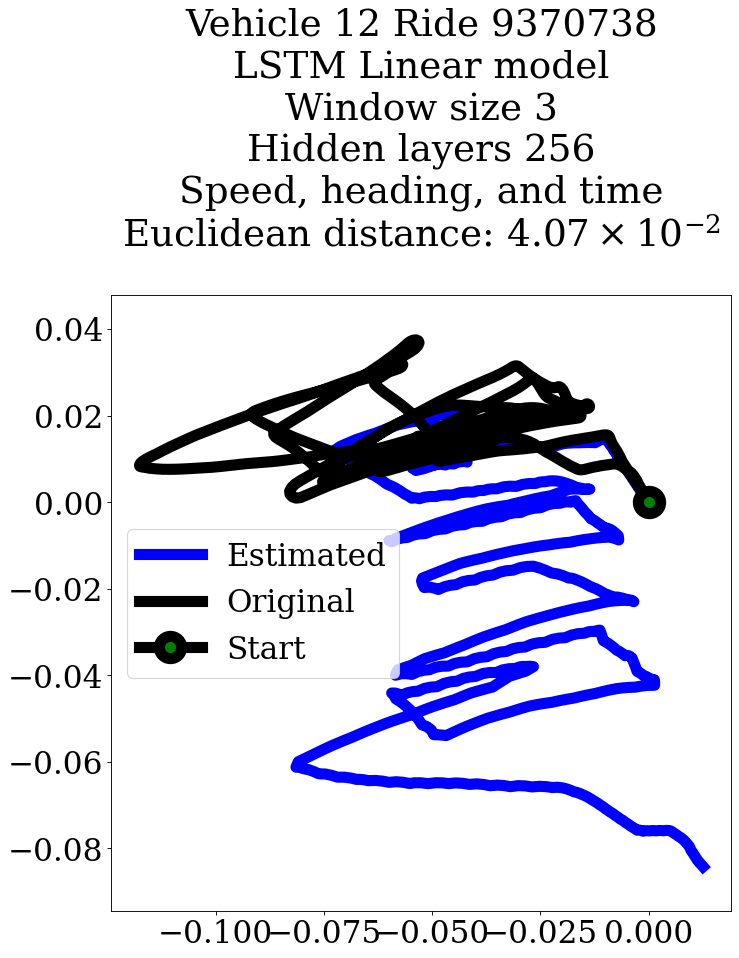 Vehicle 12 Ride 9370738
LSTM Linear model
Window size 3
Hidden layers 256
Speed, heading, and time
Euclidean distance: 4.07 × 10⁻²
0.04
0.02
0.00
−0.02
−0.04
−0.06
−0.08
Estimated
Original
Start
−0.100 −0.075 −0.050 −0.025 0.000